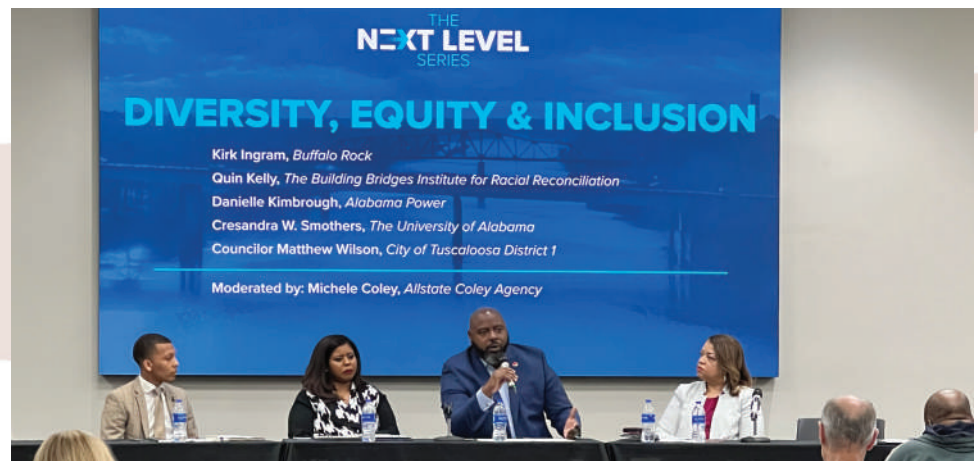 THE
NEXT LEVEL
SERIES
DIVERSITY, EQUITY & INCLUSION
Kirk Ingram, Buffalo Rock
Quin Kelly, The Building Bridges Institute for Racial Reconciliation
Danielle Kimbrough, Alabama Power
Cresandra W. Smothers, The University of Alabama
Councilor Matthew Wilson, City of Tuscaloosa District 1
Moderated by: Michele Coley, Allstate Coley Agency